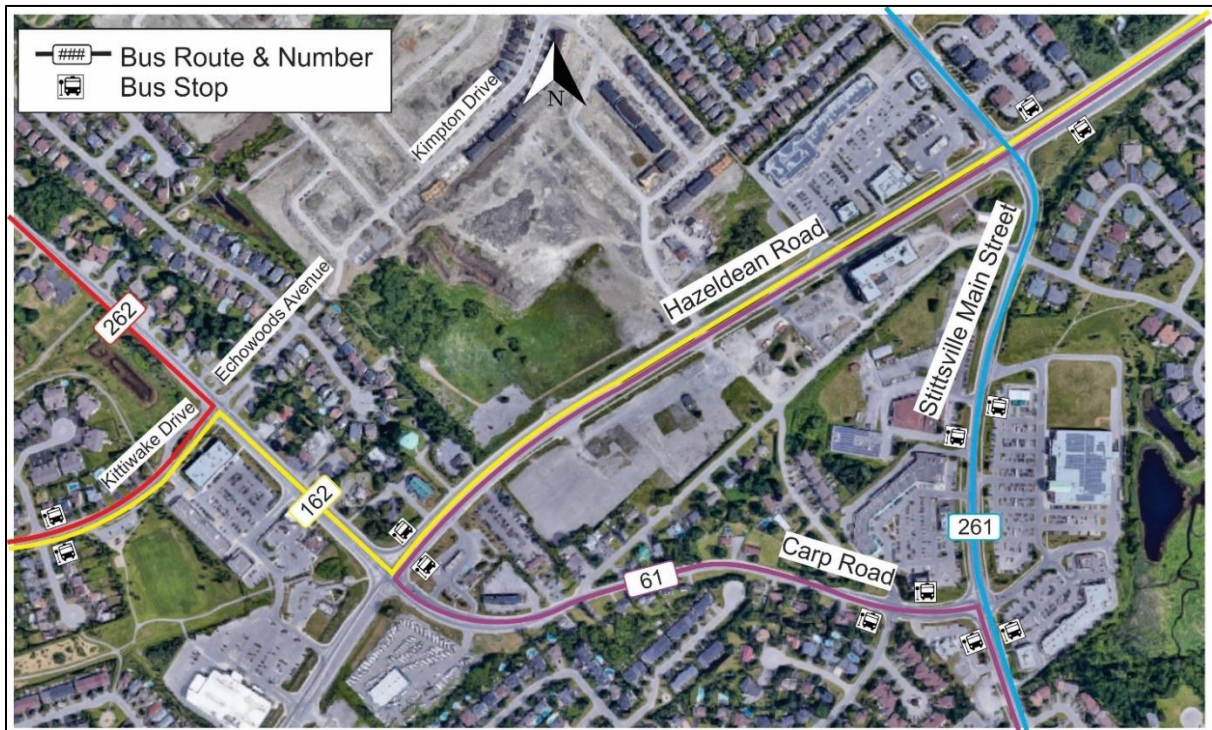 ### Bus Route & Number
Bus Stop
Kimpton Drive
N
Hazeldean Road
Stittsville Main Street
262
Echowoods Avenue
Kittiwake Drive
162
261
Carp Road
61